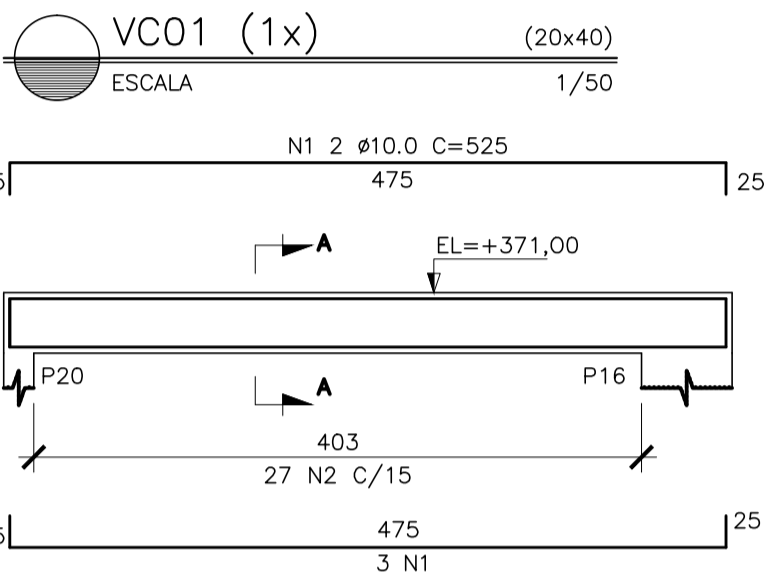 VC01 (1x)
(20x40)
ESCALA
1/50
N1 2 ø10.0 C=525
475
25
A
EL=+371,00
P20
P16
A
403
27 N2 C/15
475
25
3 N1